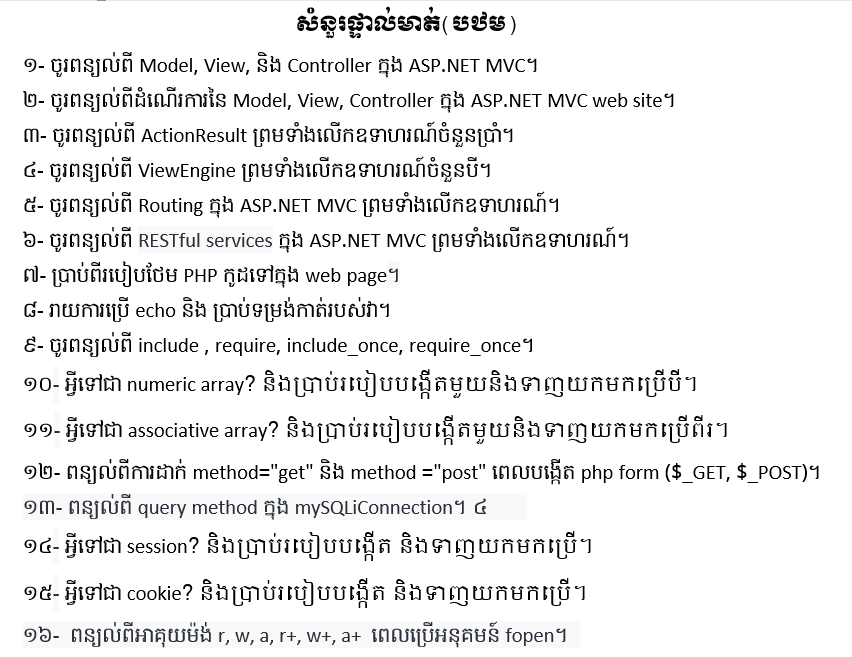 សំនួរផ្ទាល់មាត់( បឋម )
១- ចូរពន្យល់ពី Model, View, និង Controller ក្នុង ASP.NET MVC។
២- ចូរពន្យល់ពីដំណើរការនៃ Model, View, Controller ក្នុង ASP.NET MVC web site។
៣- ចូរពន្យល់ពី ActionResult ព្រមទាំងលើកឧទាហរណ៍ចំនួនប្រាំ។
៤- ចូរពន្យល់ពី ViewEngine ព្រមទាំងលើកឧទាហរណ៍ចំនួនបី។
៥- ចូរពន្យល់ពី Routing ក្នុង ASP.NET MVC ព្រមទាំងលើកឧទាហរណ៍។
៦- ចូរពន្យល់ពី RESTful services ក្នុង ASP.NET MVC ព្រមទាំងលើកឧទាហរណ៍។
៧- ប្រាប់ពីរបៀបថែម PHP កូដទៅក្នុង web page។
៨- រាយការប្រើ echo និង ប្រាប់ទម្រង់កាត់របស់វា។
៩- ចូរពន្យល់ពី include , require, include_once, require_once។
១០- អ្វីទៅជា numeric array? និងប្រាប់របៀបបង្កើតមួយនិងទាញយកមកប្រើបី។
១១- អ្វីទៅជា associative array? និងប្រាប់របៀបបង្កើតមួយនិងទាញយកមកប្រើពីរ។
១២- ពន្យល់ពីការដាក់ method="get" និង method ="post" ពេលបង្កើត php form ($_GET, $_POST)។
១៣- ពន្យល់ពី query method ក្នុង mySQLiConnection។ ៤
១៤- អ្វីទៅជា session? និងប្រាប់របៀបបង្កើត និងទាញយកមកប្រើ។
១៥- អ្វីទៅជា cookie? និងប្រាប់របៀបបង្កើត និងទាញយកមកប្រើ។
១៦- ពន្យល់ពីអាគុយម៉ង់ r, w, a, r+, w+, a+ ពេលប្រើអនុគមន៍ fopen។